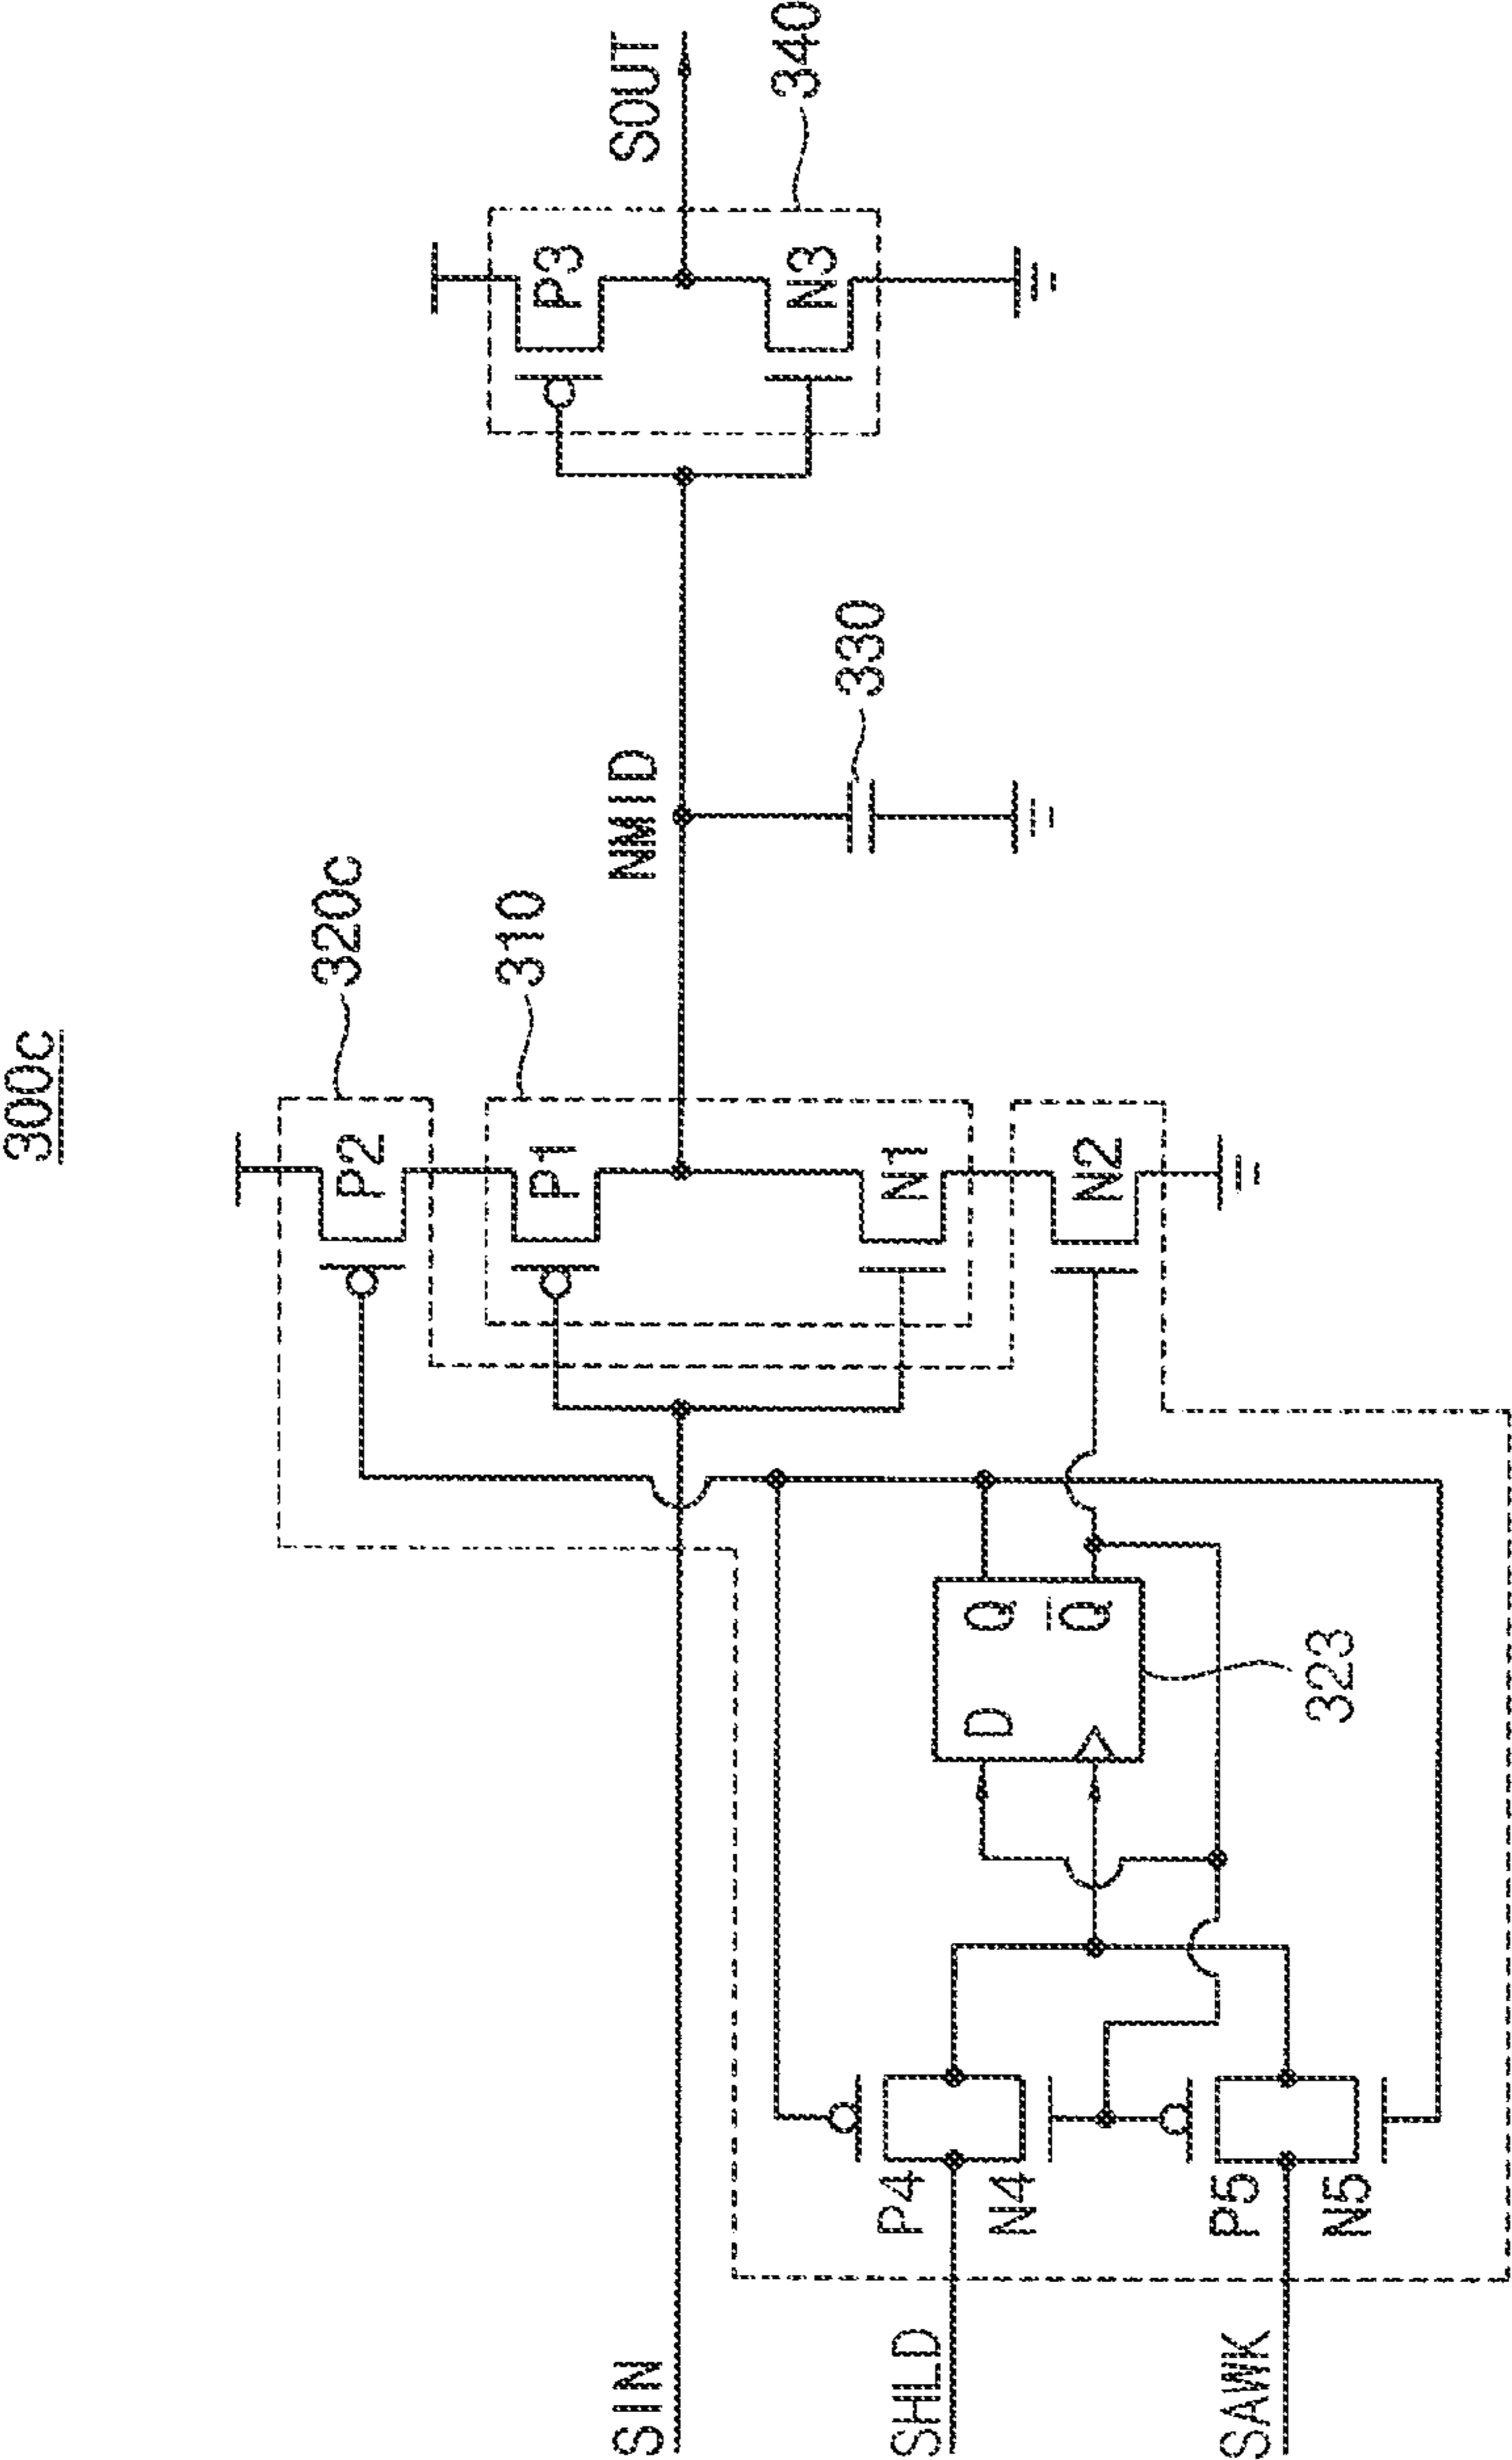 300c
320c
P2
310
P1
N1
N2
NMID
330
P3
N3
SOUT
340
SIN
SHLD
SAWK
P4
N4
P5
N5
D
Q
Q̅
323